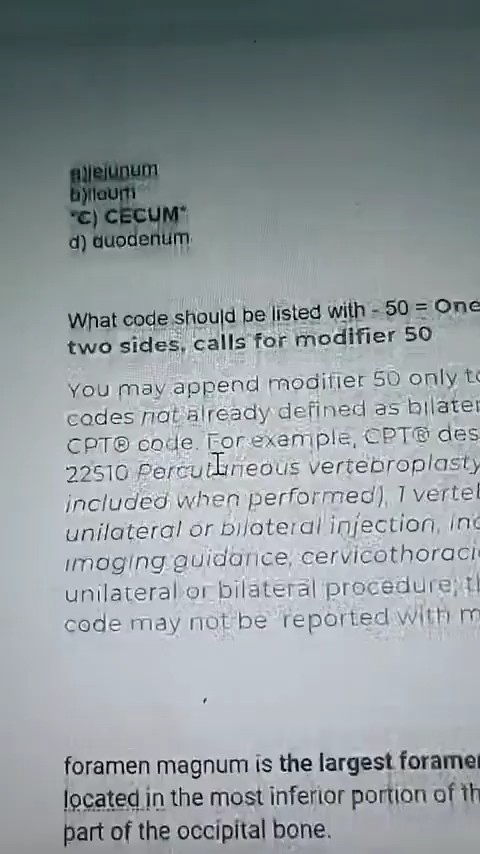 a)jejunum
b)ilaum
*C) CECUM*
d) duodenum
What code should be listed with - 50 = One
two sides, calls for modifier 50
You may append modifier 50 only to
codes not already defined as bilater
CPT® code. For example, CPT® des
22510 Percutaneous vertebroplasty
included when performed), 1 verteb
unilateral or bilateral injection, inc
imaging guidance, cervicothoraci
unilateral or bilateral procedure; t
code may not be reported with m
foramen magnum is the largest foramen
located in the most inferior portion of th
part of the occipital bone.